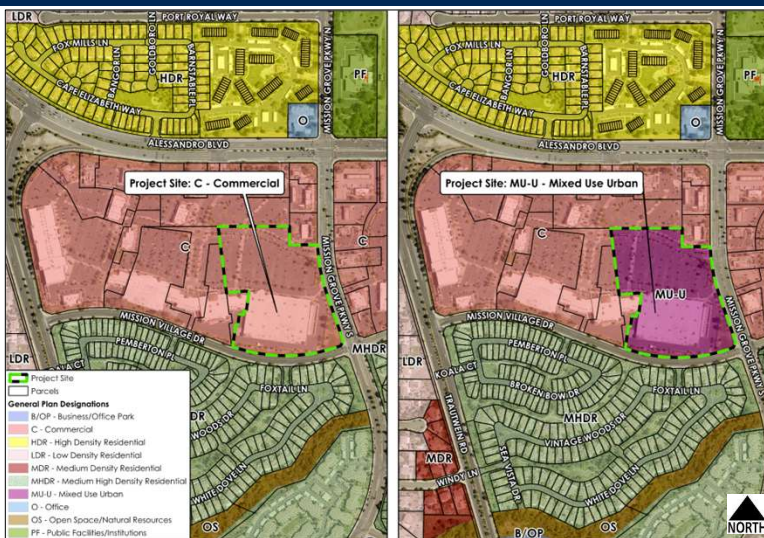 LDR
PORT ROYAL WAY
FOX MILLS LN
BANGOR LN
GOLDBORO LN
BARNSTABLE PL
HDR
CAPE ELIZABETH WAY
MISSION GROVE PKWY N
PF
O
ALESSANDRO BLVD
Project Site: C - Commercial
C
C
MISSION GROVE PKWY S
MISSION VILLAGE DR
PEMBERTON PL
LDR
KOALA CT
MHDR
FOXTAIL LN
WOODS DR
WHITE DOVE LN
OS
Project Site
Parcels
General Plan Designations
B/OP - Business/Office Park
C - Commercial
HDR - High Density Residential
LDR - Low Density Residential
MDR - Medium Density Residential
MHDR - Medium High Density Residential
MU-U - Mixed Use Urban
O - Office
OS - Open Space/Natural Resources
PF - Public Facilities/Institutions
PORT ROYAL WAY
FOX MILLS LN
BANGOR LN
GOLDBORO LN
BARNSTABLE PL
HDR
CAPE ELIZABETH WAY
MISSION GROVE PKWY N
PF
O
ALESSANDRO BLVD
Project Site: MU-U - Mixed Use Urban
C
MU-U
MISSION GROVE PKWY S
MISSION VILLAGE DR
PEMBERTON PL
LDR
KOALA CT
BROKEN BOW DR
FOXTAIL LN
MHDR
TRAUTWEIN RD
VINTAGE WOODS DR
MDR
SEA VISTA DR
WINDY LN
WHITE DOVE LN
B/OP
OS
NORTH